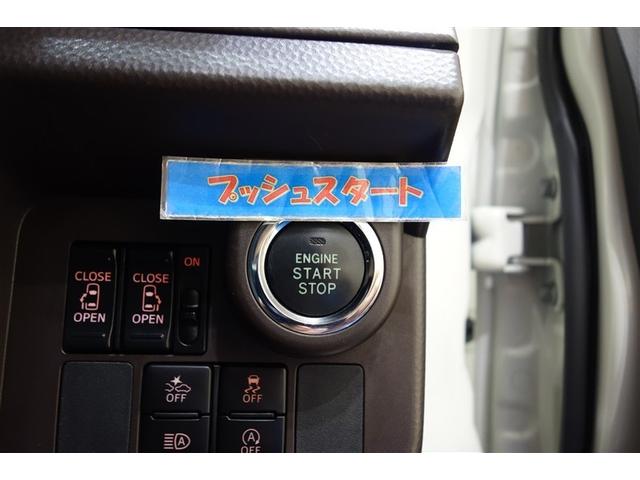 プッシュスタート
ENGINE
START
STOP
CLOSE
OPEN
CLOSE
OPEN
ON
OFF
OFF
A
A
OFF